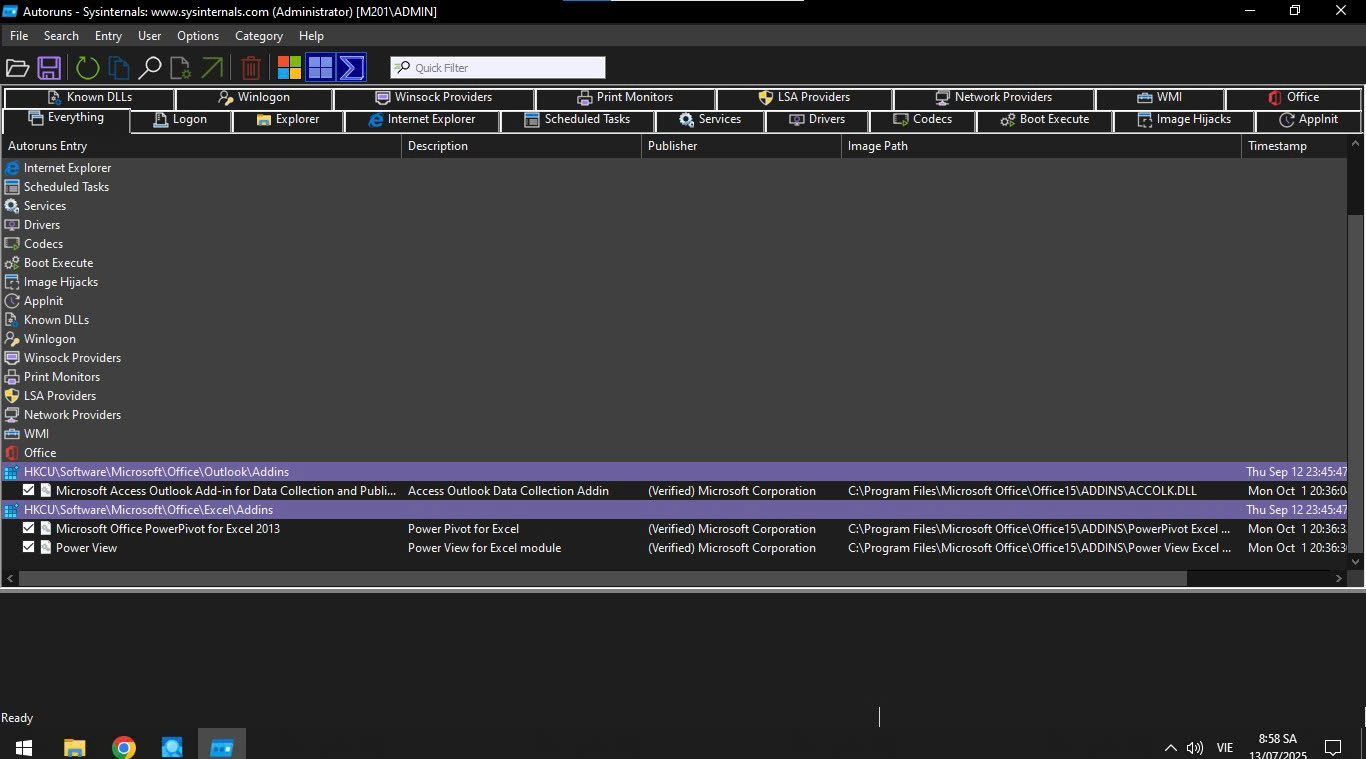 Autoruns - Sysinternals: www.sysinternals.com (Administrator) [M201\ADMIN]
File Search Entry User Options Category Help
Quick Filter
Known DLLs Winlogon Winsock Providers Print Monitors LSA Providers Network Providers WMI Office
Everything Logon Explorer Internet Explorer Scheduled Tasks Services Drivers Codecs Boot Execute Image Hijacks AppInit
Autoruns Entry Description Publisher Image Path Timestamp
Internet Explorer
Scheduled Tasks
Services
Drivers
Codecs
Boot Execute
Image Hijacks
AppInit
Known DLLs
Winlogon
Winsock Providers
Print Monitors
LSA Providers
Network Providers
WMI
Office
HKCU\Software\Microsoft\Office\Outlook\Addins Thu Sep 12 23:45:47
Microsoft Access Outlook Add-in for Data Collection and Publi... Access Outlook Data Collection Addin (Verified) Microsoft Corporation C:\Program Files\Microsoft Office\Office15\ADDINS\ACCOLK.DLL Mon Oct 1 20:36:0
HKCU\Software\Microsoft\Office\Excel\Addins Thu Sep 12 23:45:47
Microsoft Office PowerPivot for Excel 2013 Power Pivot for Excel (Verified) Microsoft Corporation C:\Program Files\Microsoft Office\Office15\ADDINS\PowerPivot Excel ... Mon Oct 1 20:36:3
Power View Power View for Excel module (Verified) Microsoft Corporation C:\Program Files\Microsoft Office\Office15\ADDINS\Power View Excel ... Mon Oct 1 20:36:3
Ready
VIE
8:58 SA
13/07/2025